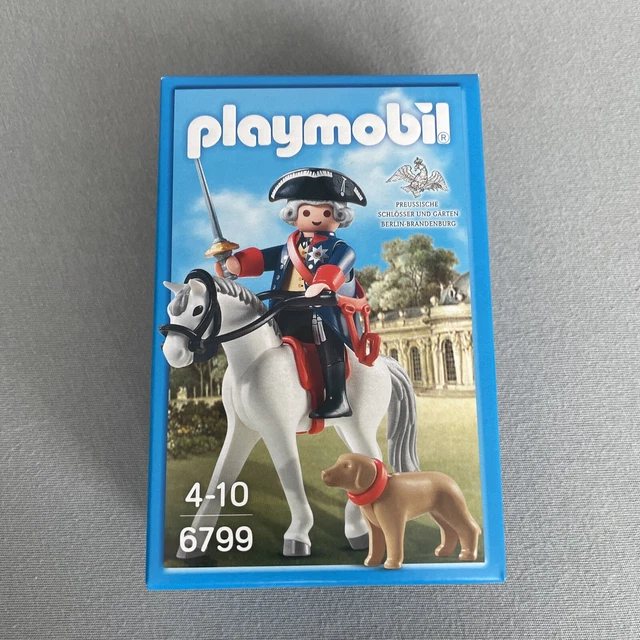 playmobil®
PREUSSISCHE
SCHLÖSSER UND GÄRTEN
BERLIN-BRANDENBURG
4-10
6799